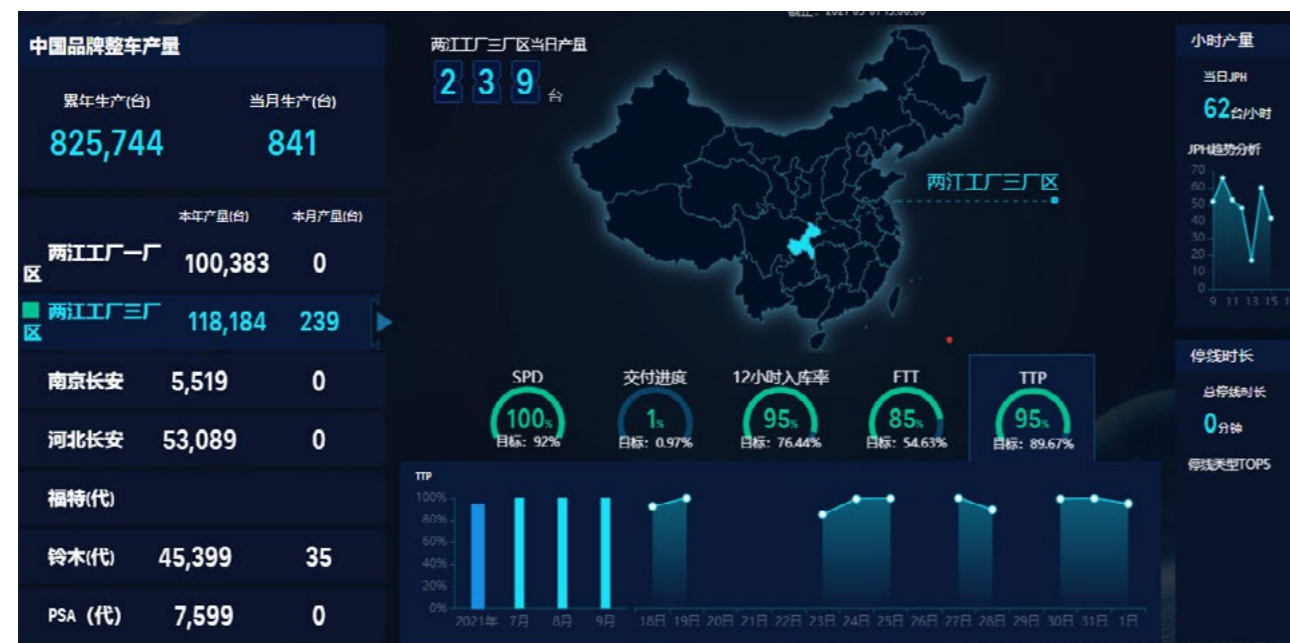 中国品牌整车产量
累年生产(台)
当月生产(台)
825,744
841
本年产量(台)
本月产量(台)
两江工厂一厂区
100,383
0
两江工厂三厂区
118,184
239
南京长安
5,519
0
河北长安
53,089
0
福特(代)
铃木(代)
45,399
35
PSA（代）
7,599
0
两江工厂三厂区当日产量
239
台
两江工厂三厂区
SPD
100%
目标：92%
交付进度
1%
目标：0.97%
12小时入库率
95%
目标：76.44%
FTT
85%
目标：54.63%
TTP
95%
目标：89.67%
TTP
100%
80%
60%
40%
20%
0%
2021年 7月 8月 9月 18日 19日 20日 21日 22日 23日 24日 25日 26日 27日 28日 29日 30日 31日 1日
小时产量
当日JPH
62台/小时
JPH趋势分析
70
60
50
40
30
20
10
0
9 11 13 15
停线时长
总停线时长
0分钟
停线类型TOP5